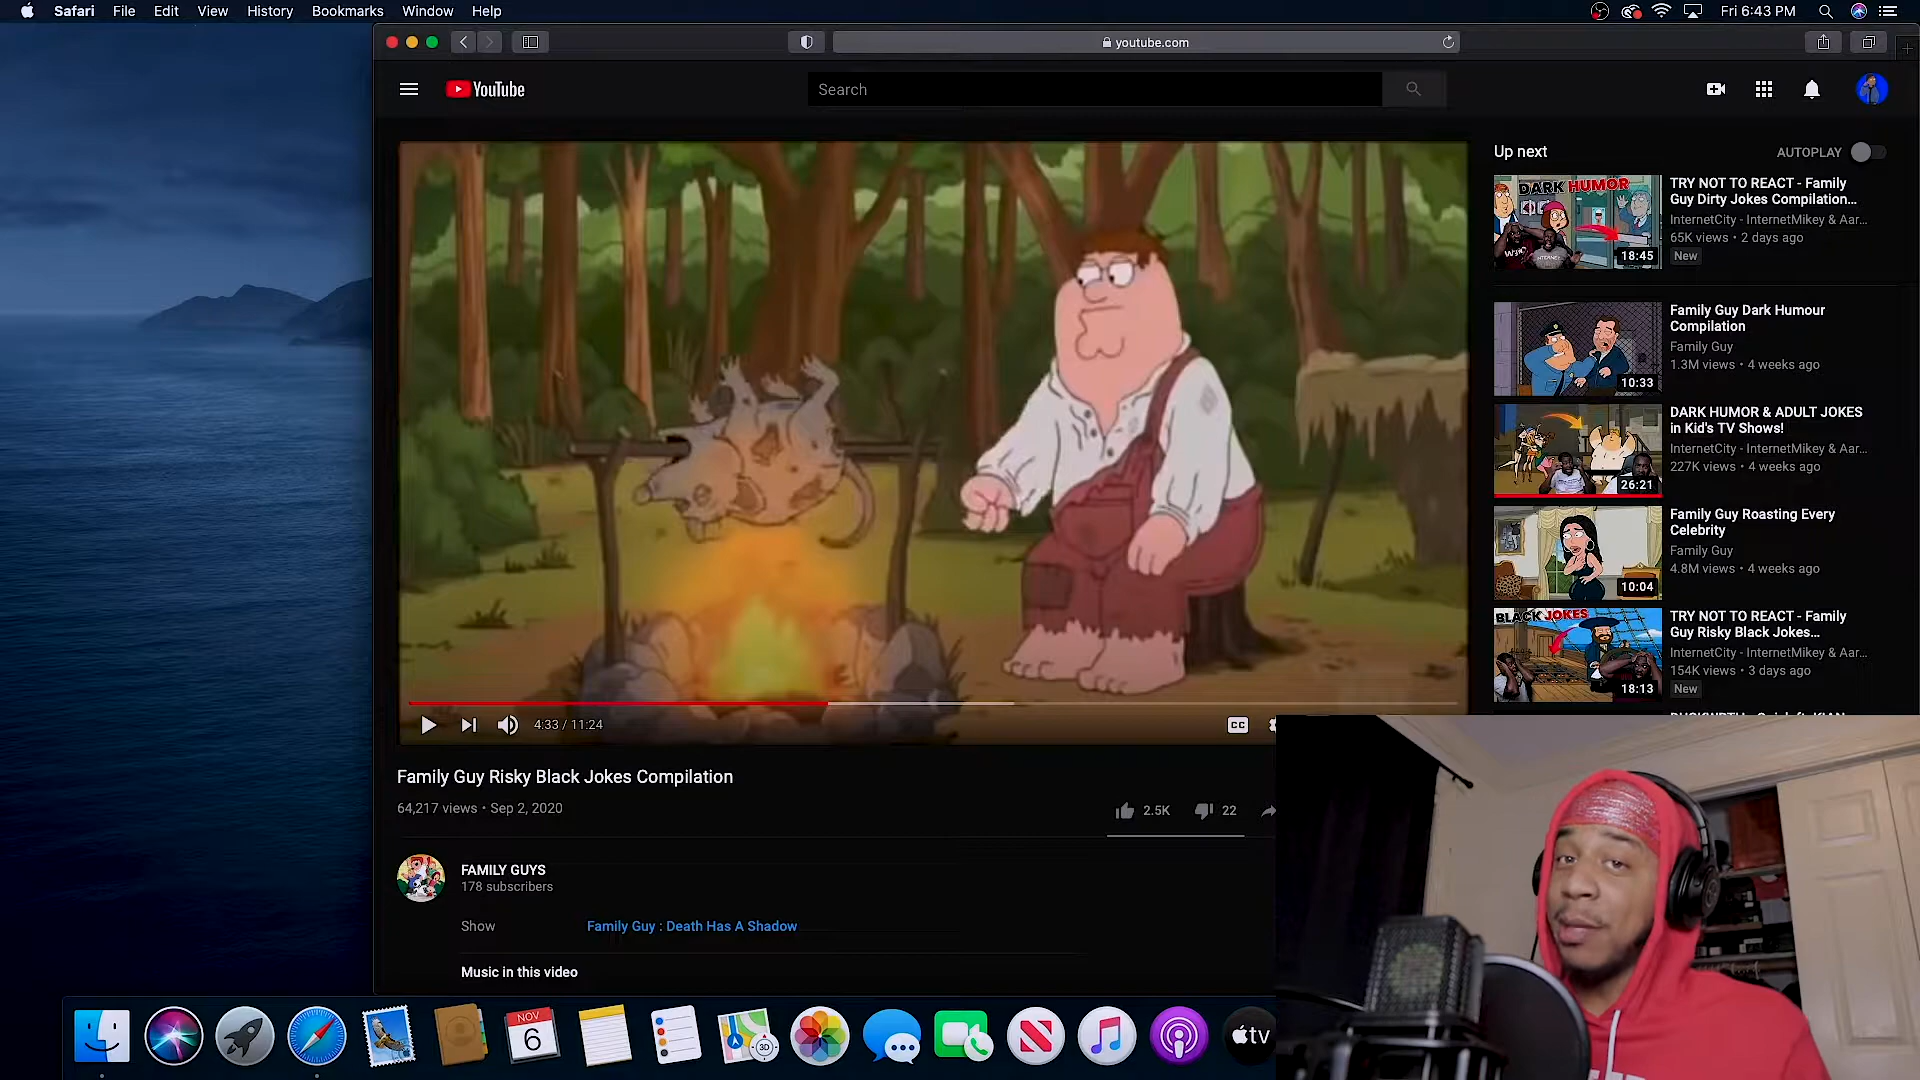 Safari File Edit View History Bookmarks Window Help
Fri 6:43 PM
youtube.com
YouTube
Search
Up next
AUTOPLAY
DARK HUMOR
18:45
TRY NOT TO REACT - Family
Guy Dirty Jokes Compilation...
InternetCity - InternetMikey & Aar...
65K views • 2 days ago
New
10:33
Family Guy Dark Humour
Compilation
Family Guy
1.3M views • 4 weeks ago
26:21
DARK HUMOR & ADULT JOKES
in Kid's TV Shows!
InternetCity - InternetMikey & Aar...
227K views • 4 weeks ago
10:04
Family Guy Roasting Every
Celebrity
Family Guy
4.8M views • 4 weeks ago
BLACK JOKES
18:13
TRY NOT TO REACT - Family
Guy Risky Black Jokes...
InternetCity - InternetMikey & Aar...
154K views • 3 days ago
New
4:33 / 11:24
CC
Family Guy Risky Black Jokes Compilation
64,217 views • Sep 2, 2020
2.5K
22
FAMILY GUYS
178 subscribers
Show
Family Guy : Death Has A Shadow
Music in this video
NOV
6
3D
tv